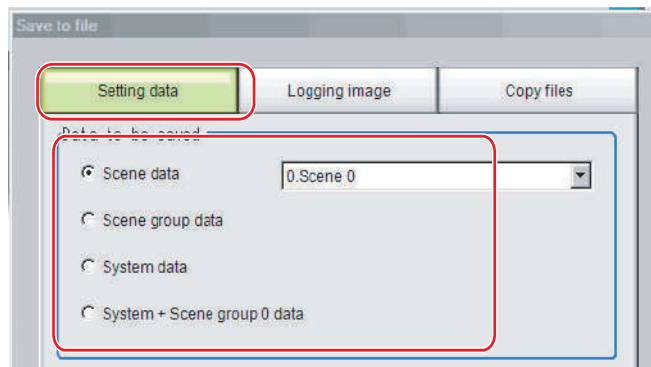 Save to file
Setting data
Logging image
Copy files
Data to be saved
Scene data
0.Scene 0
Scene group data
System data
System + Scene group 0 data